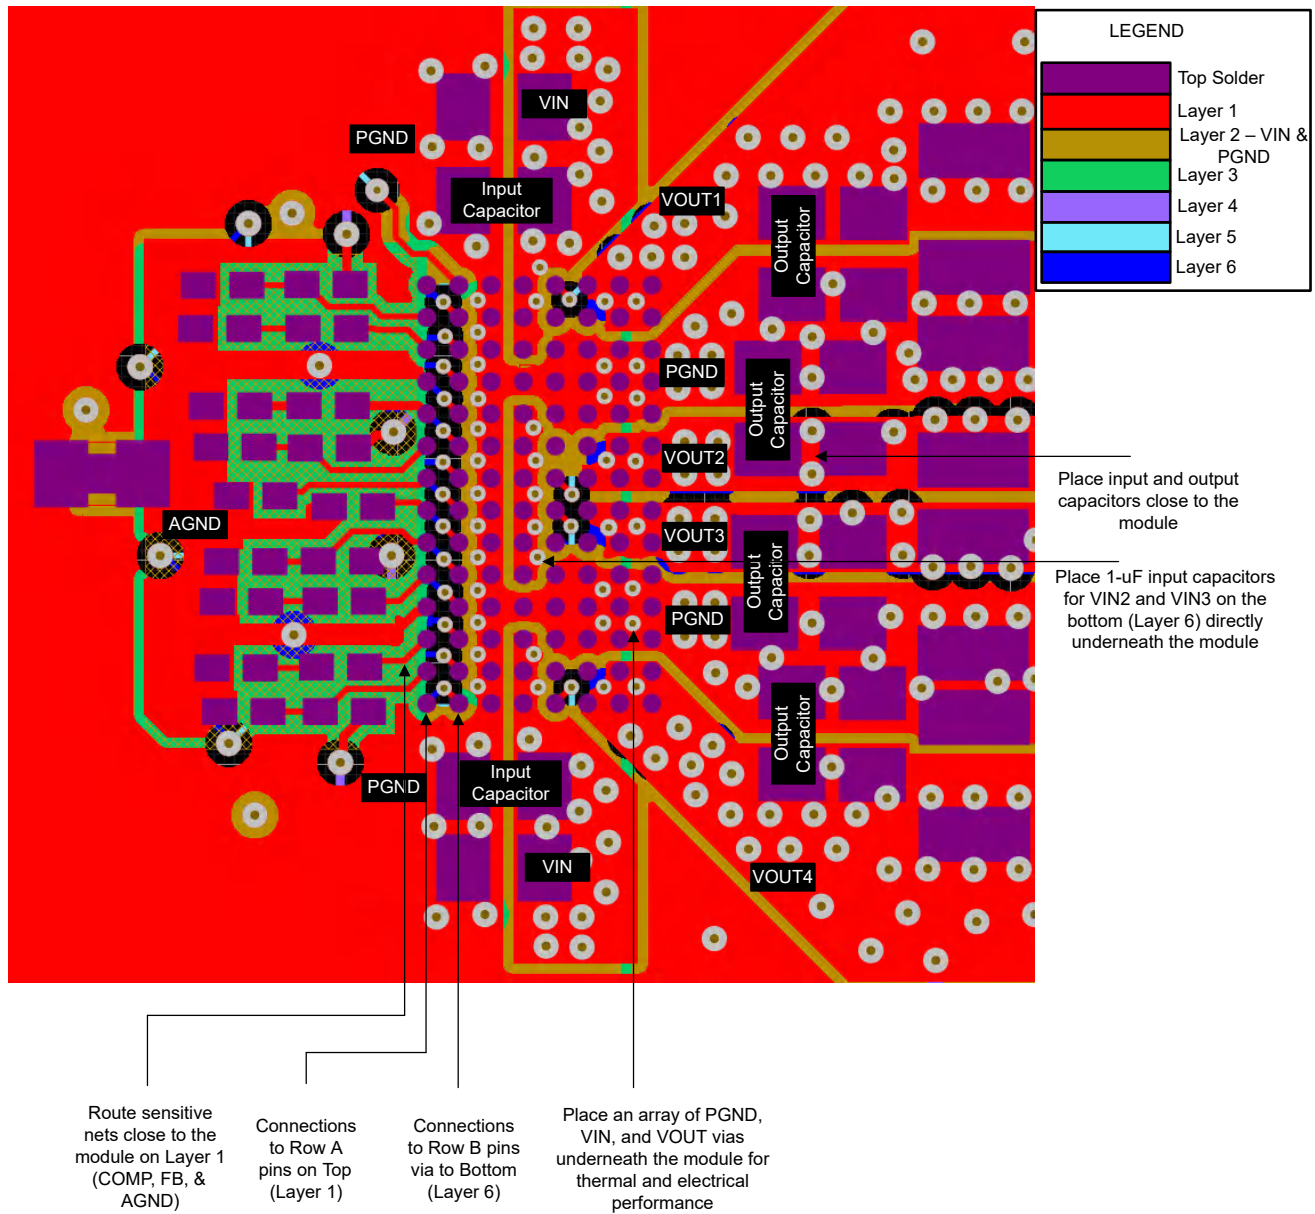 LEGEND
Top Solder
Layer 1
Layer 2 – VIN &
PGND
Layer 3
Layer 4
Layer 5
Layer 6
VIN
PGND
Input
Capacitor
VOUT1
Output
Capacitor
PGND
Output
Capacitor
VOUT2
Place input and output
capacitors close to the
module
AGND
VOUT3
Output
Capacitor
Place 1-uF input capacitors
for VIN2 and VIN3 on the
bottom (Layer 6) directly
underneath the module
PGND
Output
Capacitor
PGND
Input
Capacitor
VIN
VOUT4
Route sensitive
nets close to the
module on Layer 1
(COMP, FB, &
AGND)
Connections
to Row A
pins on Top
(Layer 1)
Connections
to Row B pins
via to Bottom
(Layer 6)
Place an array of PGND,
VIN, and VOUT vias
underneath the module for
thermal and electrical
performance